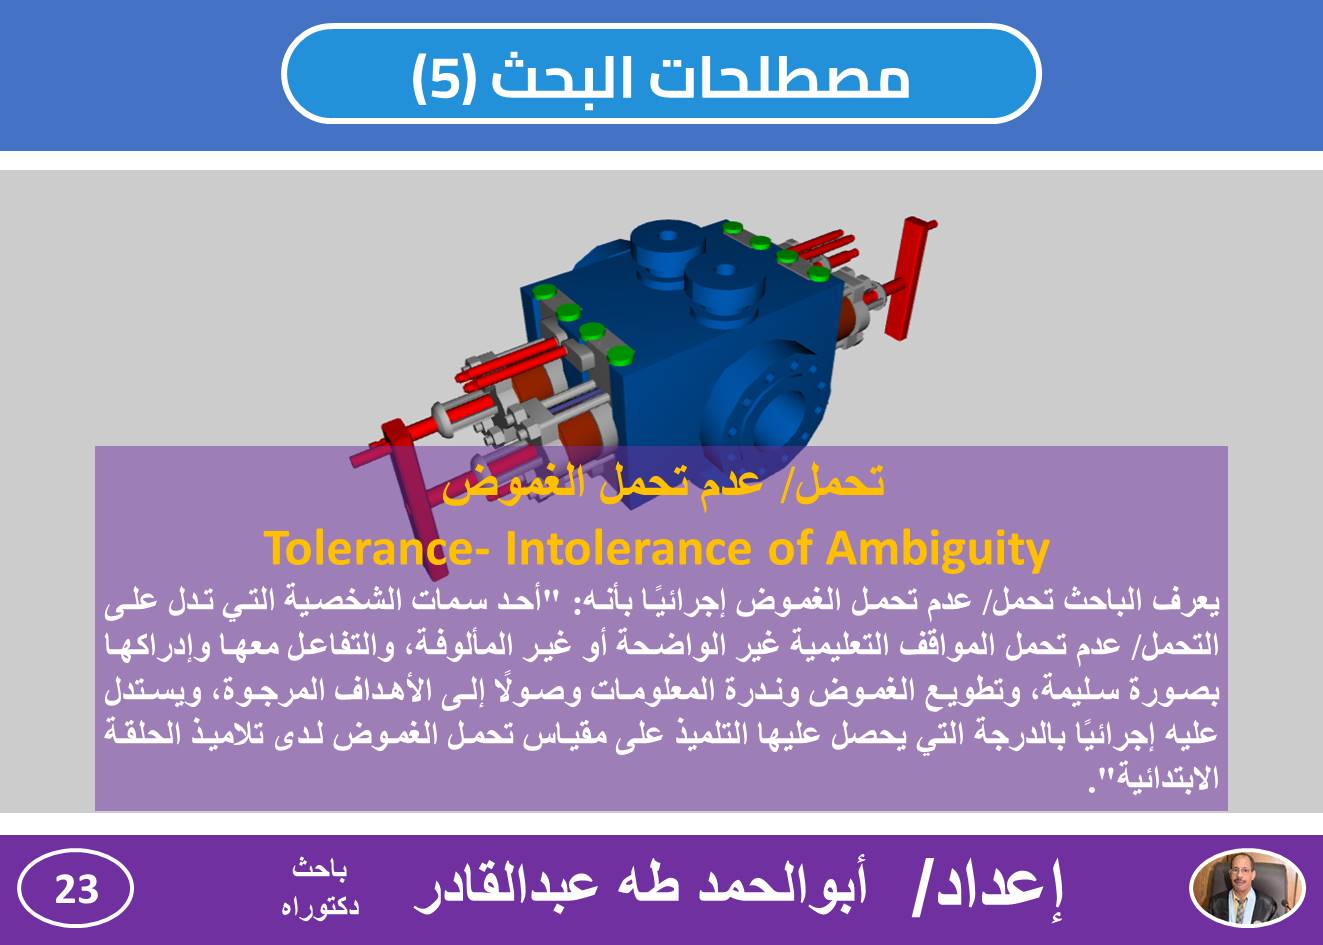 مصطلحات البحث (5)
تحمل/ عدم تحمل الغموض
Tolerance- Intolerance of Ambiguity
يعرف الباحث تحمل/ عدم تحمل الغموض إجرائيًا بأنه: "أحد سمات الشخصية التي تدل على
التحمل/ عدم تحمل المواقف التعليمية غير الواضحة أو غير المألوفة، والتفاعل معها وإدراكها
بصورة سليمة، وتطويع الغموض وندرة المعلومات وصولًا إلى الأهداف المرجوة، ويستدل
عليه إجرائيًا بالدرجة التي يحصل عليها التلميذ على مقياس تحمل الغموض لدى تلاميذ الحلقة
الابتدائية".
إعداد/ أبوالحمد طه عبدالقادر
باحث
دكتوراه
23